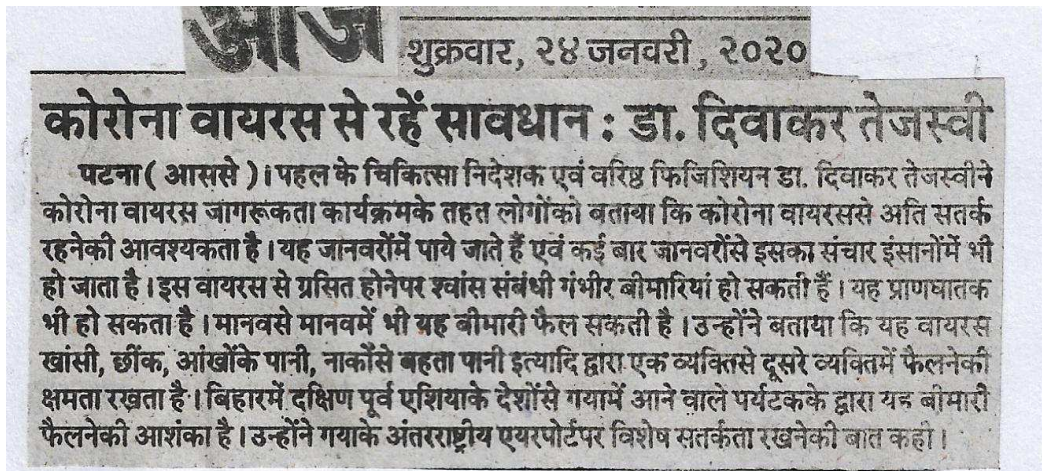 आज
शुक्रवार, २४ जनवरी, २०२०
कोरोना वायरस से रहें सावधान : डा. दिवाकर तेजस्वी
पटना ( आससे ) । पहल के चिकित्सा निदेशक एवं वरिष्ठ फिजिशियन डा. दिवाकर तेजस्वीने
कोरोना वायरस जागरूकता कार्यक्रमके तहत लोगोंको बताया कि कोरोना वायरससे अति सतर्क
रहनेकी आवश्यकता है । यह जानवरोंमें पाये जाते हैं एवं कई बार जानवरोंसे इसका संचार इंसानोंमें भी
हो जाता है । इस वायरस से ग्रसित होनेपर श्वांस संबंधी गंभीर बीमारियां हो सकती हैं । यह प्राणघातक
भी हो सकता है । मानवसे मानवमें भी यह बीमारी फैल सकती है । उन्होंने बताया कि यह वायरस
खांसी, छींक, आंखोंके पानी, नाकोंसे बहता पानी इत्यादि द्वारा एक व्यक्तिसे दूसरे व्यक्तिमें फैलनेकी
क्षमता रखता है । बिहारमें दक्षिण पूर्व एशियाके देशोंसे गयामें आने वाले पर्यटकके द्वारा यह बीमारी
फैलनेकी आशंका है । उन्होंने गयाके अंतरराष्ट्रीय एयरपोर्टपर विशेष सतर्कता रखनेकी बात कही ।